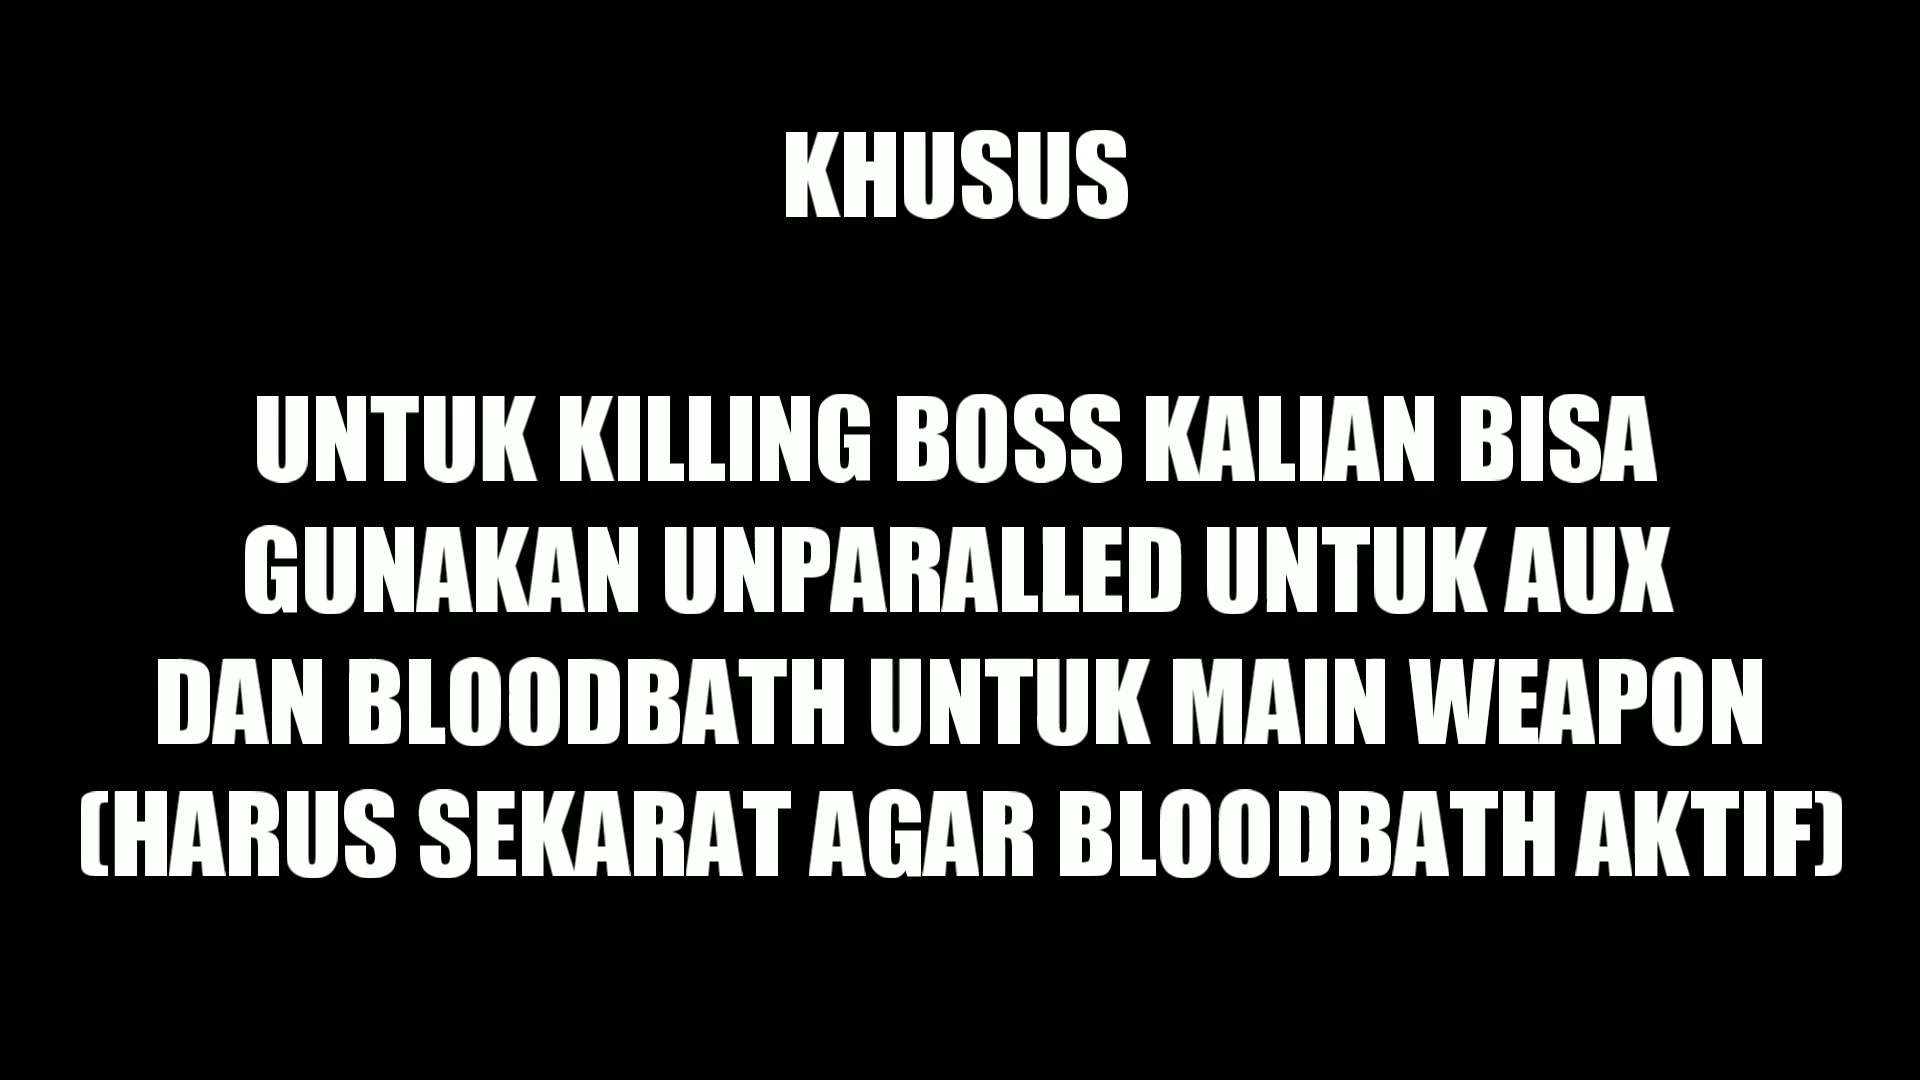 KHUSUS
UNTUK KILLING BOSS KALIAN BISA
GUNAKAN UNPARALLED UNTUK AUX
DAN BLOODBATH UNTUK MAIN WEAPON
(HARUS SEKARAT AGAR BLOODBATH AKTIF)